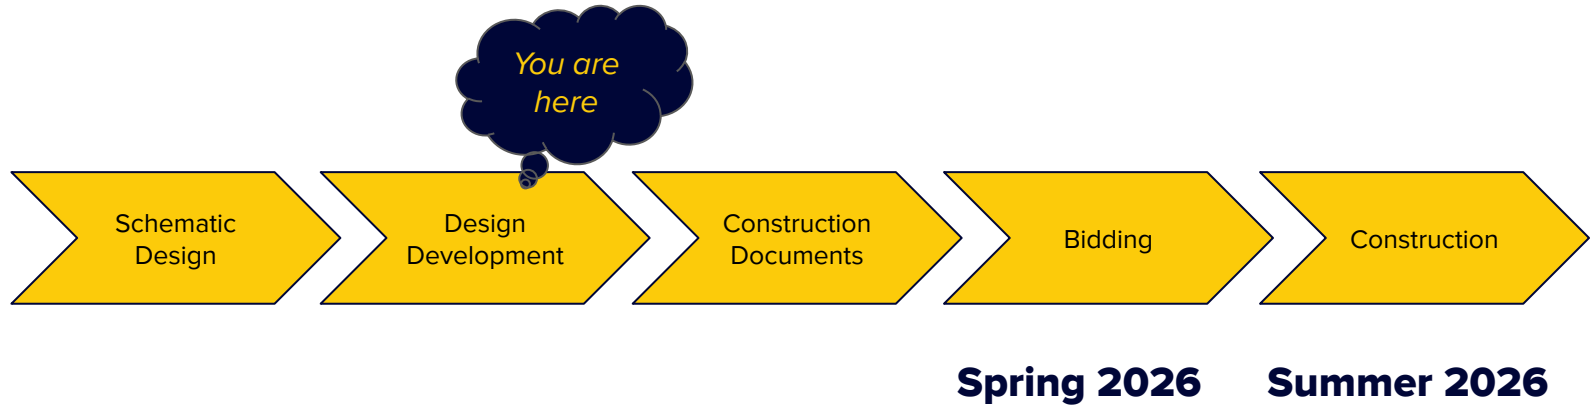 You are
here
Schematic
Design
Design
Development
Construction
Documents
Bidding
Construction
Spring 2026
Summer 2026